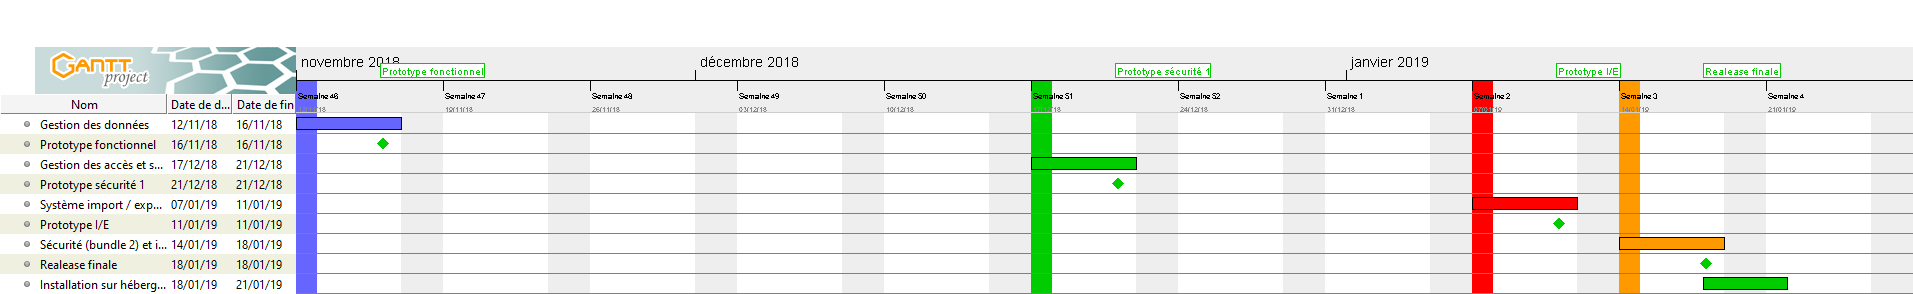 GANTT
project
novembre 2018
décembre 2018
janvier 2019
Prototype fonctionnel
Prototype sécurité 1
Prototype I/E
Realease finale
Nom
Date de d...
Date de fin
Semaine 46
Semaine 47
Semaine 48
Semaine 49
Semaine 50
Semaine 51
Semaine 52
Semaine 1
Semaine 2
Semaine 3
Semaine 4
19/11/18
26/11/18
03/12/18
10/12/18
24/12/18
31/12/18
14/01/19
21/01/19
Gestion des données 12/11/18 16/11/18
Prototype fonctionnel 16/11/18 16/11/18
Gestion des accès et s... 17/12/18 21/12/18
Prototype sécurité 1 21/12/18 21/12/18
Système import / exp... 07/01/19 11/01/19
Prototype I/E 11/01/19 11/01/19
Sécurité (bundle 2) et i... 14/01/19 18/01/19
Realease finale 18/01/19 18/01/19
Installation sur héberg... 18/01/19 21/01/19